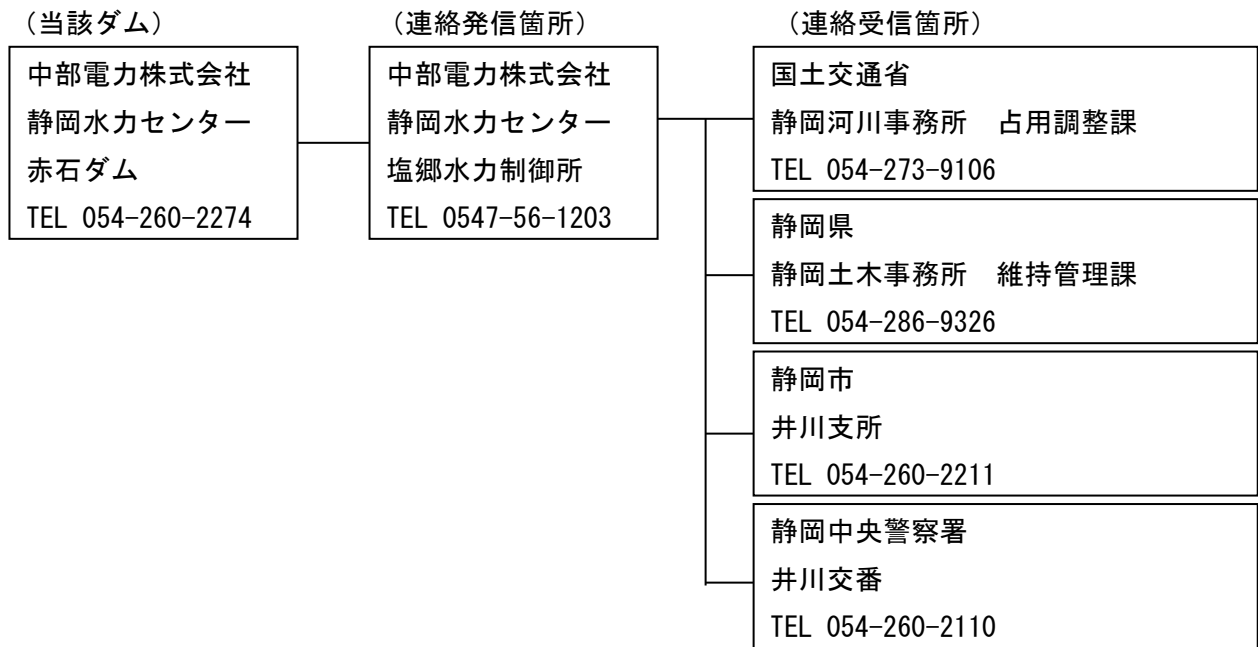 （当該ダム）
中部電力株式会社
静岡水力センター
赤石ダム
TEL 054-260-2274
（連絡発信箇所）
中部電力株式会社
静岡水力センター
塩郷水力制御所
TEL 0547-56-1203
（連絡受信箇所）
国土交通省
静岡河川事務所　占用調整課
TEL 054-273-9106
静岡県
静岡土木事務所　維持管理課
TEL 054-286-9326
静岡市
井川支所
TEL 054-260-2211
静岡中央警察署
井川交番
TEL 054-260-2110